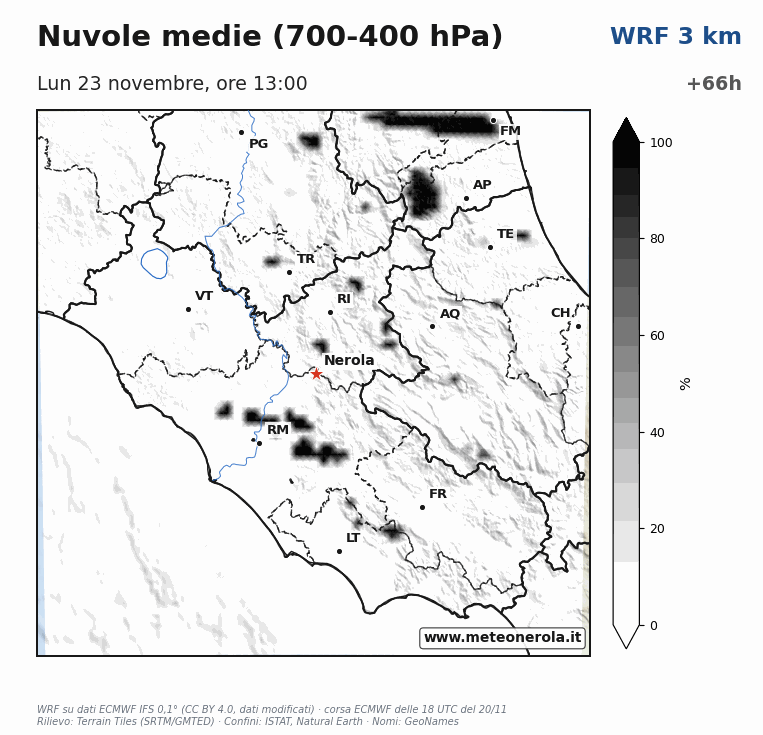 Nuvole medie (700-400 hPa)
WRF 3 km
Lun 23 novembre, ore 13:00
+66h
FM
PG
AP
TE
TR
VT
RI
AQ
CH
Nerola
RM
FR
LT
www.meteonerola.it
100
80
60
40
20
0
%
WRF su dati ECMWF IFS 0,1° (CC BY 4.0, dati modificati) · corsa ECMWF delle 18 UTC del 20/11
Rilievo: Terrain Tiles (SRTM/GMTED) · Confini: ISTAT, Natural Earth · Nomi: GeoNames